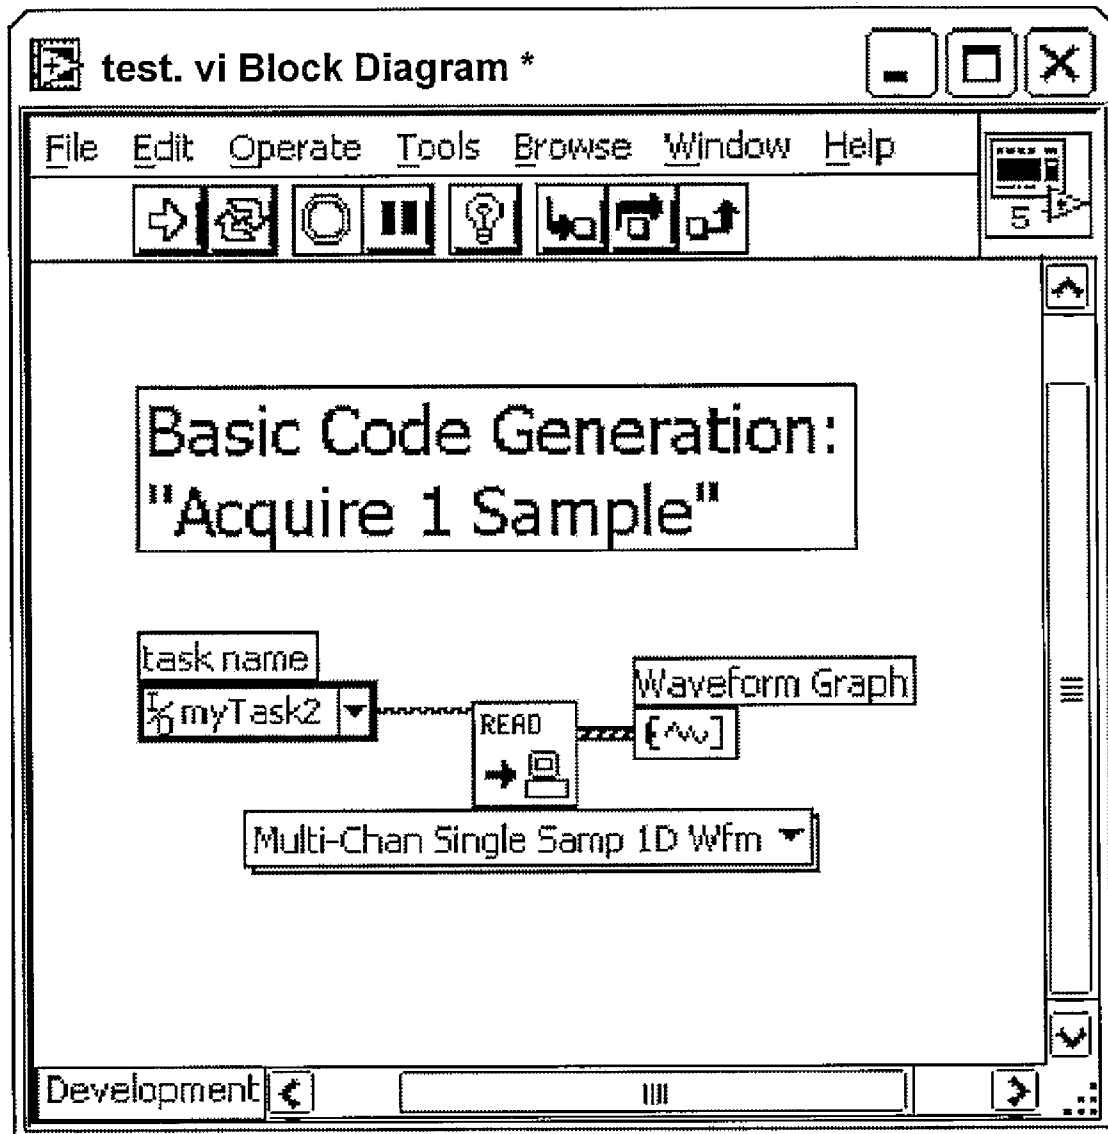 test. vi Block Diagram *
File Edit Operate Tools Browse Window Help
5
Basic Code Generation:
"Acquire 1 Sample"
task name
I/O myTask2
Waveform Graph
READ
Multi-Chan Single Samp 1D Wfm
Development